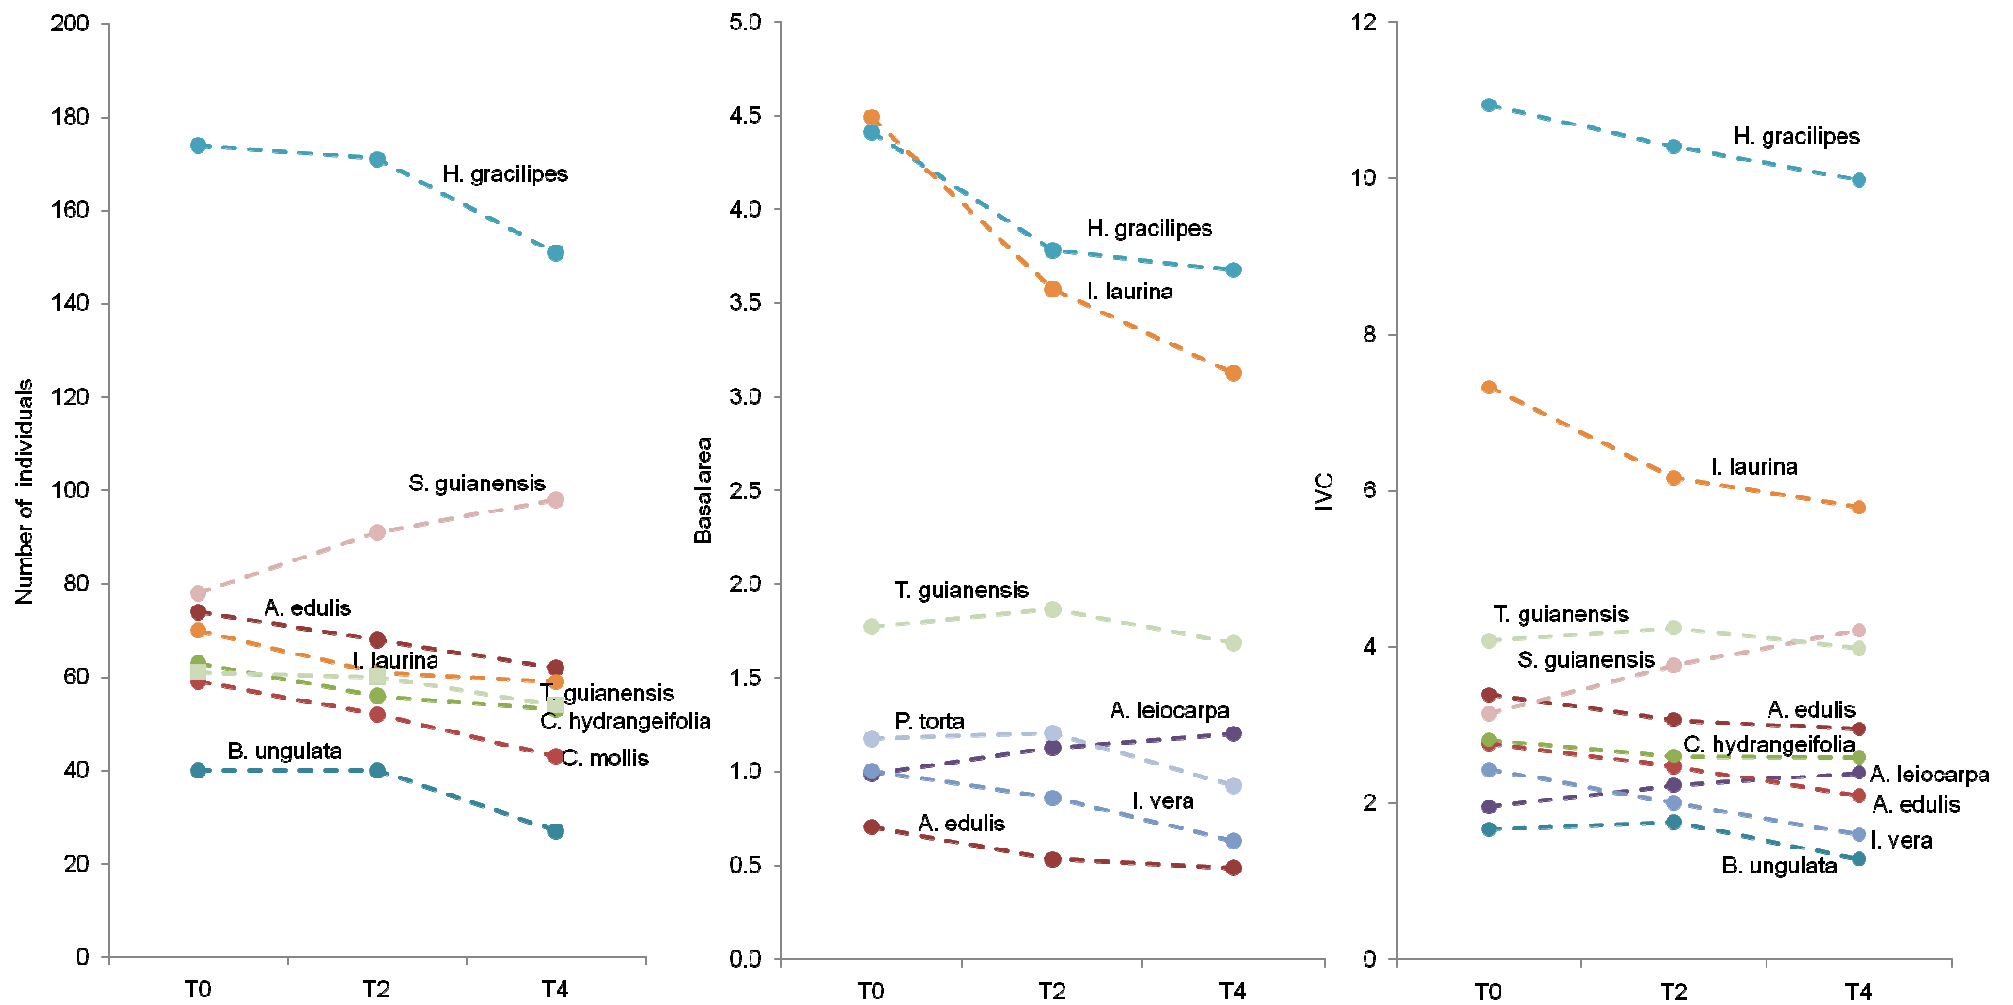 200
180
160
140
120
100
80
60
40
20
0
Number of individuals
H. gracilipes
S. guianensis
A. edulis
I. laurina
T. guianensis
C. hydrangeifolia
C. mollis
B. ungulata
T0 T2 T4
5.0
4.5
4.0
3.5
3.0
2.5
2.0
1.5
1.0
0.5
0.0
Basal area
H. gracilipes
I. laurina
T. guianensis
P. torta
A. leiocarpa
I. vera
A. edulis
T0 T2 T4
12
10
8
6
4
2
0
IVC
H. gracilipes
I. laurina
T. guianensis
S. guianensis
A. edulis
C. hydrangeifolia
A. leiocarpa
A. edulis
I. vera
B. ungulata
T0 T2 T4